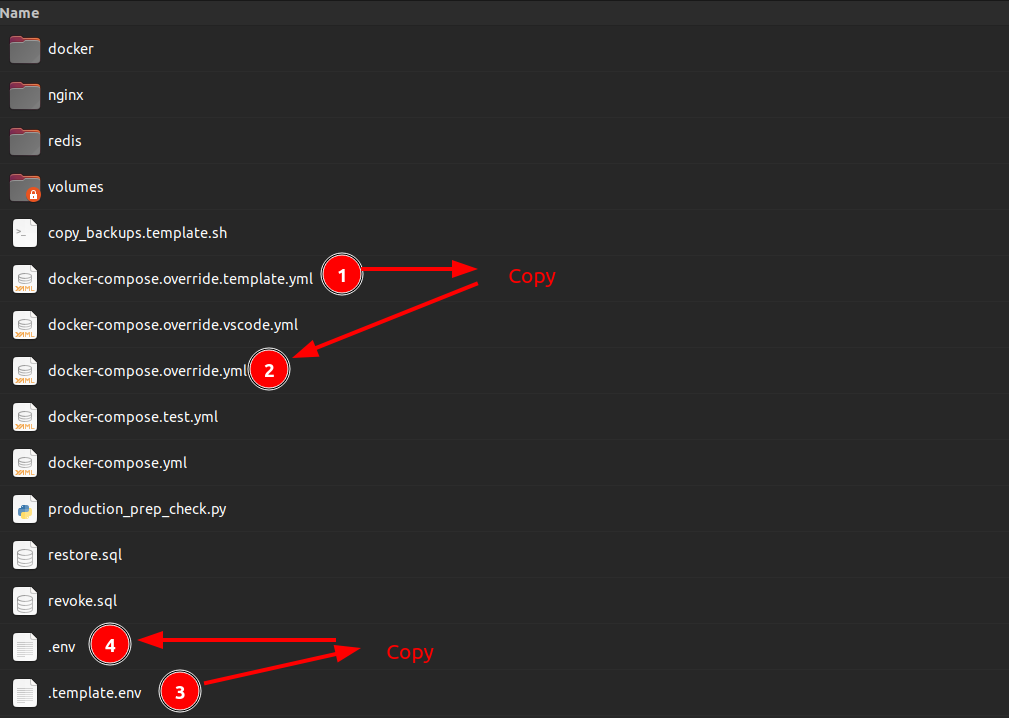 Name
docker
nginx
redis
volumes
copy_backups.template.sh
docker-compose.override.template.yml 1 Copy
docker-compose.override.vscode.yml
docker-compose.override.yml 2
docker-compose.test.yml
docker-compose.yml
production_prep_check.py
restore.sql
revoke.sql
.env 4 Copy
.template.env 3